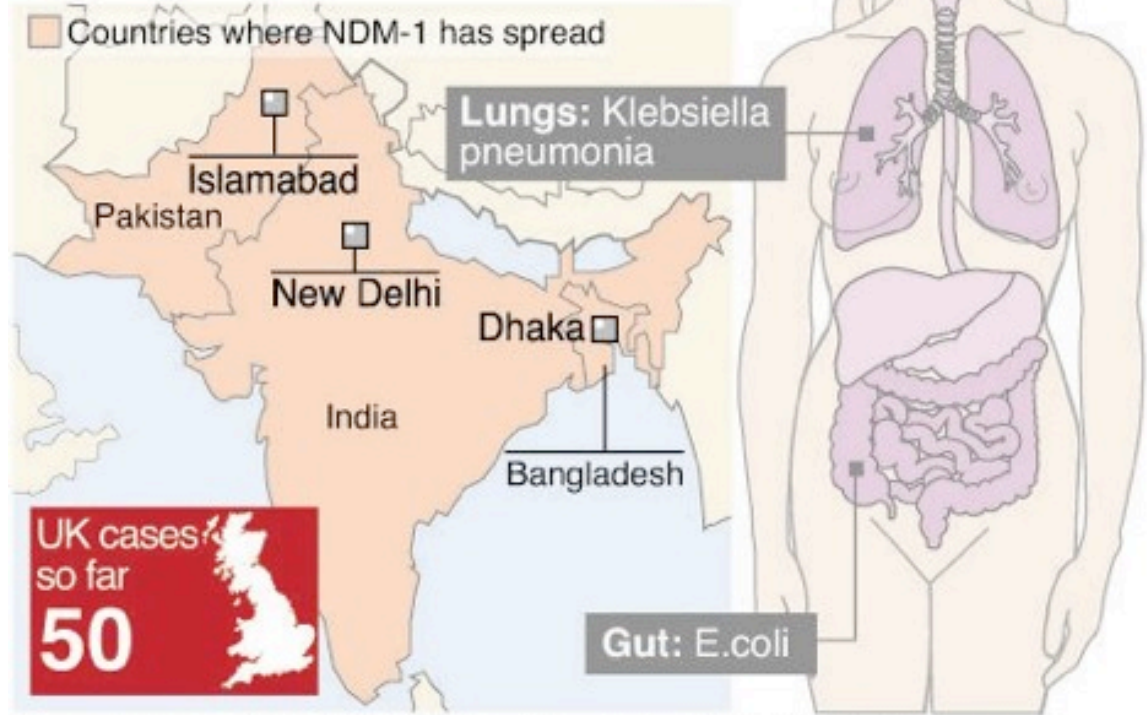 Countries where NDM-1 has spread
Lungs: Klebsiella
pneumonia
Islamabad
Pakistan
New Delhi
Dhaka
India
Bangladesh
UK cases
so far
50
Gut: E.coli